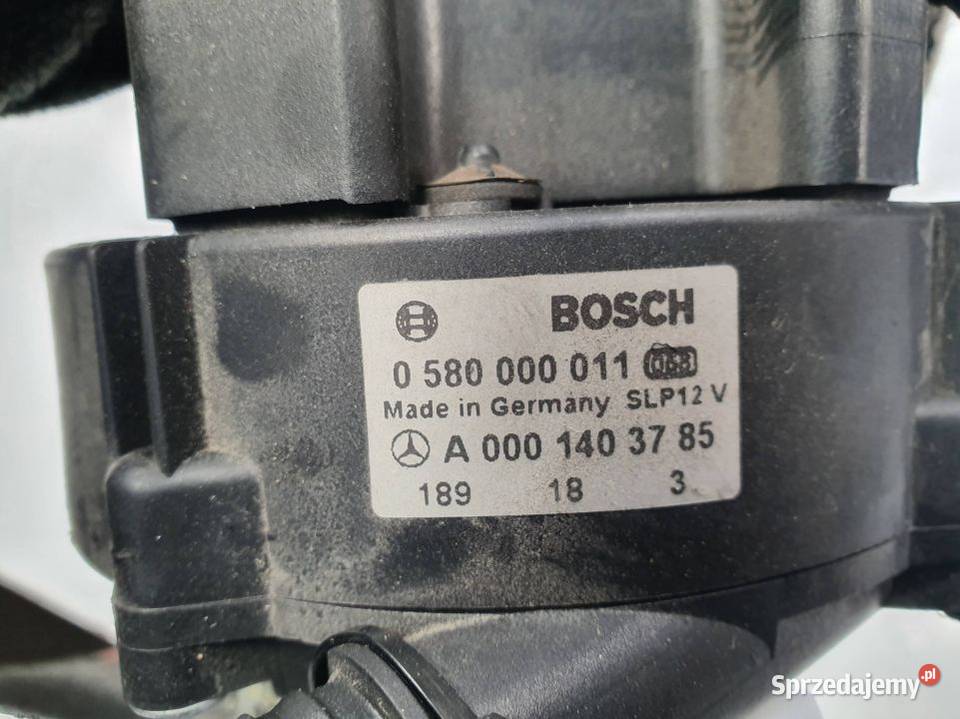 BOSCH
0 580 000 011
Made in Germany SLP12 V
A 000 140 37 85
189 18 3
Sprzedajemy.pl